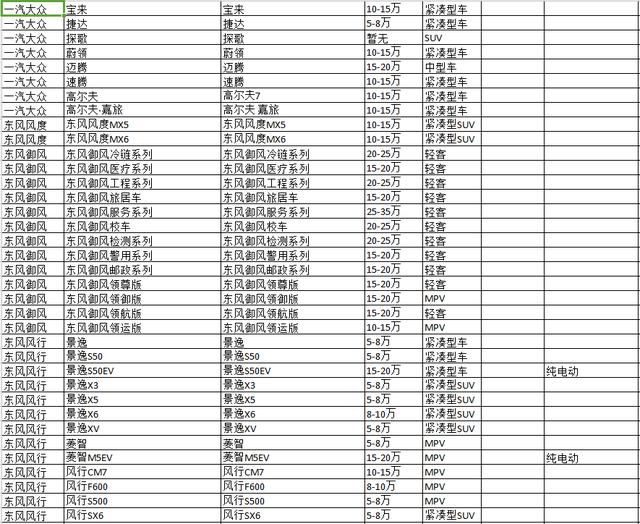 一汽大众 宝来 宝来 10-15万 紧凑型车
一汽大众 捷达 捷达 5-8万 紧凑型车
一汽大众 探歌 探歌 暂无 SUV
一汽大众 蔚领 蔚领 10-15万 紧凑型车
一汽大众 迈腾 迈腾 15-20万 中型车
一汽大众 速腾 速腾 10-15万 紧凑型车
一汽大众 高尔夫 高尔夫7 10-15万 紧凑型车
一汽大众 高尔夫·嘉旅 高尔夫 嘉旅 10-15万 紧凑型车
东风风度 东风风度MX5 东风风度MX5 10-15万 紧凑型SUV
东风风度 东风风度MX6 东风风度MX6 10-15万 紧凑型SUV
东风御风 东风御风冷链系列 东风御风冷链系列 20-25万 轻客
东风御风 东风御风医疗系列 东风御风医疗系列 15-20万 轻客
东风御风 东风御风工程系列 东风御风工程系列 20-25万 轻客
东风御风 东风御风旅居车 东风御风旅居车 15-20万 轻客
东风御风 东风御风服务系列 东风御风服务系列 25-35万 轻客
东风御风 东风御风校车 东风御风校车 20-25万 轻客
东风御风 东风御风检测系列 东风御风检测系列 20-25万 轻客
东风御风 东风御风警用系列 东风御风警用系列 15-20万 轻客
东风御风 东风御风邮政系列 东风御风邮政系列 15-20万 轻客
东风御风 东风御风领尊版 东风御风领尊版 15-20万 轻客
东风御风 东风御风领御版 东风御风领御版 15-20万 MPV
东风御风 东风御风领航版 东风御风领航版 15-20万 轻客
东风御风 东风御风领运版 东风御风领运版 10-15万 MPV
东风风行 景逸 景逸 5-8万 紧凑型车
东风风行 景逸S50 景逸S50 5-8万 紧凑型车
东风风行 景逸S50EV 景逸S50EV 15-20万 紧凑型车 纯电动
东风风行 景逸X3 景逸X3 5-8万 紧凑型SUV
东风风行 景逸X5 景逸X5 5-8万 紧凑型SUV
东风风行 景逸X6 景逸X6 8-10万 紧凑型SUV
东风风行 景逸XV 景逸XV 5-8万 紧凑型SUV
东风风行 菱智 菱智 5-8万 MPV
东风风行 菱智M5EV 菱智M5EV 15-20万 MPV 纯电动
东风风行 风行CM7 风行CM7 10-15万 MPV
东风风行 风行F600 风行F600 8-10万 MPV
东风风行 风行S500 风行S500 5-8万 MPV
东风风行 风行SX6 风行SX6 5-8万 紧凑型SUV